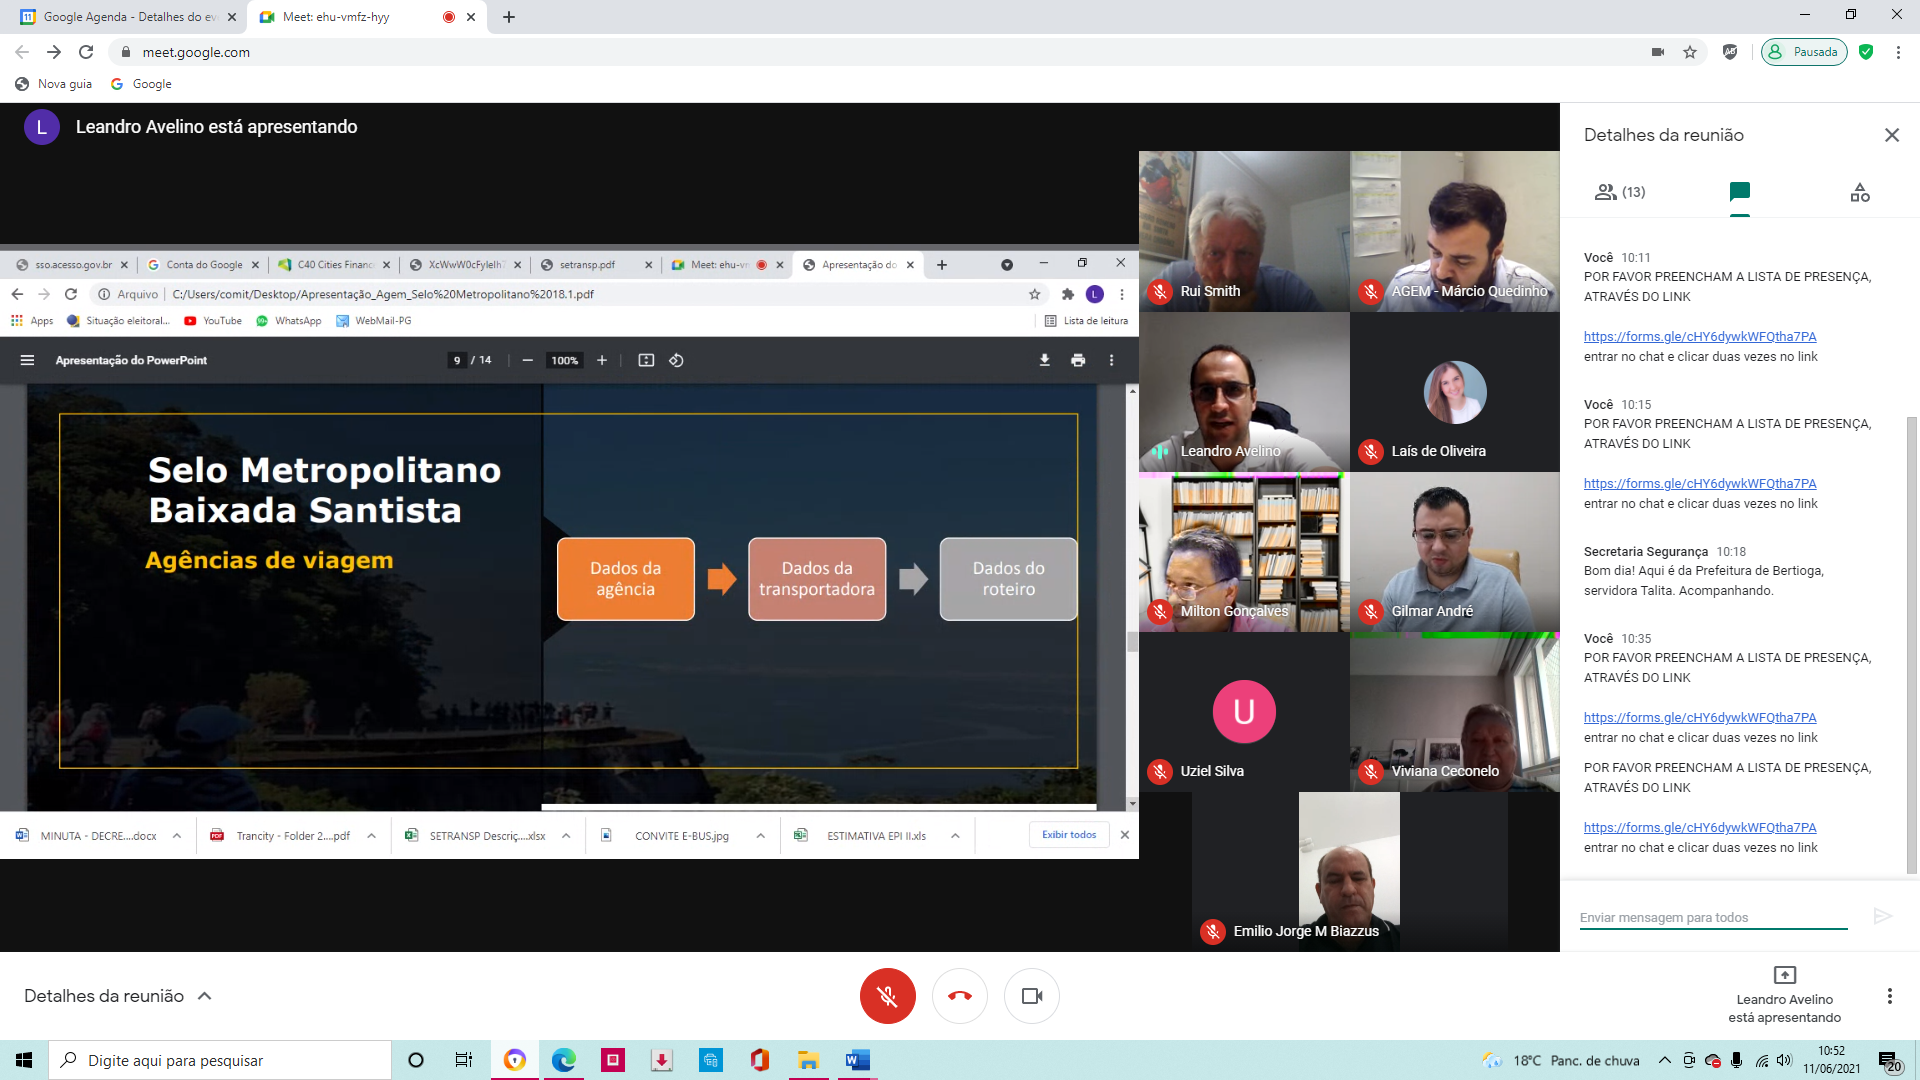 Google Agenda - Detalhes do ev
Meet: ehu-vmfz-hyy
meet.google.com
Pausada
Nova guia
Google
L
Leandro Avelino está apresentando
sso.acesso.gov.br
Conta do Google
C40 Cities Financ
setransp.pdf
Meet: ehu-vm
Apresentação do
Arquivo
C:/Users/comit/Desktop/Apresentação_Agem_Selo%20Metropolitano%2018.1.pdf
L
Apps
Situação eleitoral...
YouTube
WhatsApp
WebMail-PG
Lista de leitura
Apresentação do PowerPoint
9 / 14
100%
Selo Metropolitano
Baixada Santista
Agências de viagem
Dados da
agência
Dados da
transportadora
Dados do
roteiro
MINUTA - DECRE....docx
Trancity - Folder 2....pdf
SETRANSP Descriç....xlsx
CONVITE E-BUS.jpg
ESTIMATIVA EPI II.xls
Exibir todos
Rui Smith
AGEM - Márcio Quedinho
Leandro Avelino
Laís de Oliveira
Milton Gonçalves
Gilmar André
U
Uziel Silva
Viviana Ceconelo
Emilio Jorge M Biazzus
Detalhes da reunião
(13)
Você 10:11
POR FAVOR PREENCHAM A LISTA DE PRESENÇA,
ATRAVÉS DO LINK
https://forms.gle/cHY6dywkWFQtha7PA
entrar no chat e clicar duas vezes no link
Você 10:15
POR FAVOR PREENCHAM A LISTA DE PRESENÇA,
ATRAVÉS DO LINK
https://forms.gle/cHY6dywkWFQtha7PA
entrar no chat e clicar duas vezes no link
Secretaria Segurança 10:18
Bom dia! Aqui é da Prefeitura de Bertioga,
servidora Talita. Acompanhando.
Você 10:35
POR FAVOR PREENCHAM A LISTA DE PRESENÇA,
ATRAVÉS DO LINK
https://forms.gle/cHY6dywkWFQtha7PA
entrar no chat e clicar duas vezes no link
POR FAVOR PREENCHAM A LISTA DE PRESENÇA,
ATRAVÉS DO LINK
https://forms.gle/cHY6dywkWFQtha7PA
entrar no chat e clicar duas vezes no link
Enviar mensagem para todos
Detalhes da reunião
Leandro Avelino
está apresentando
Digite aqui para pesquisar
18°C Panc. de chuva
10:52
11/06/2021
20